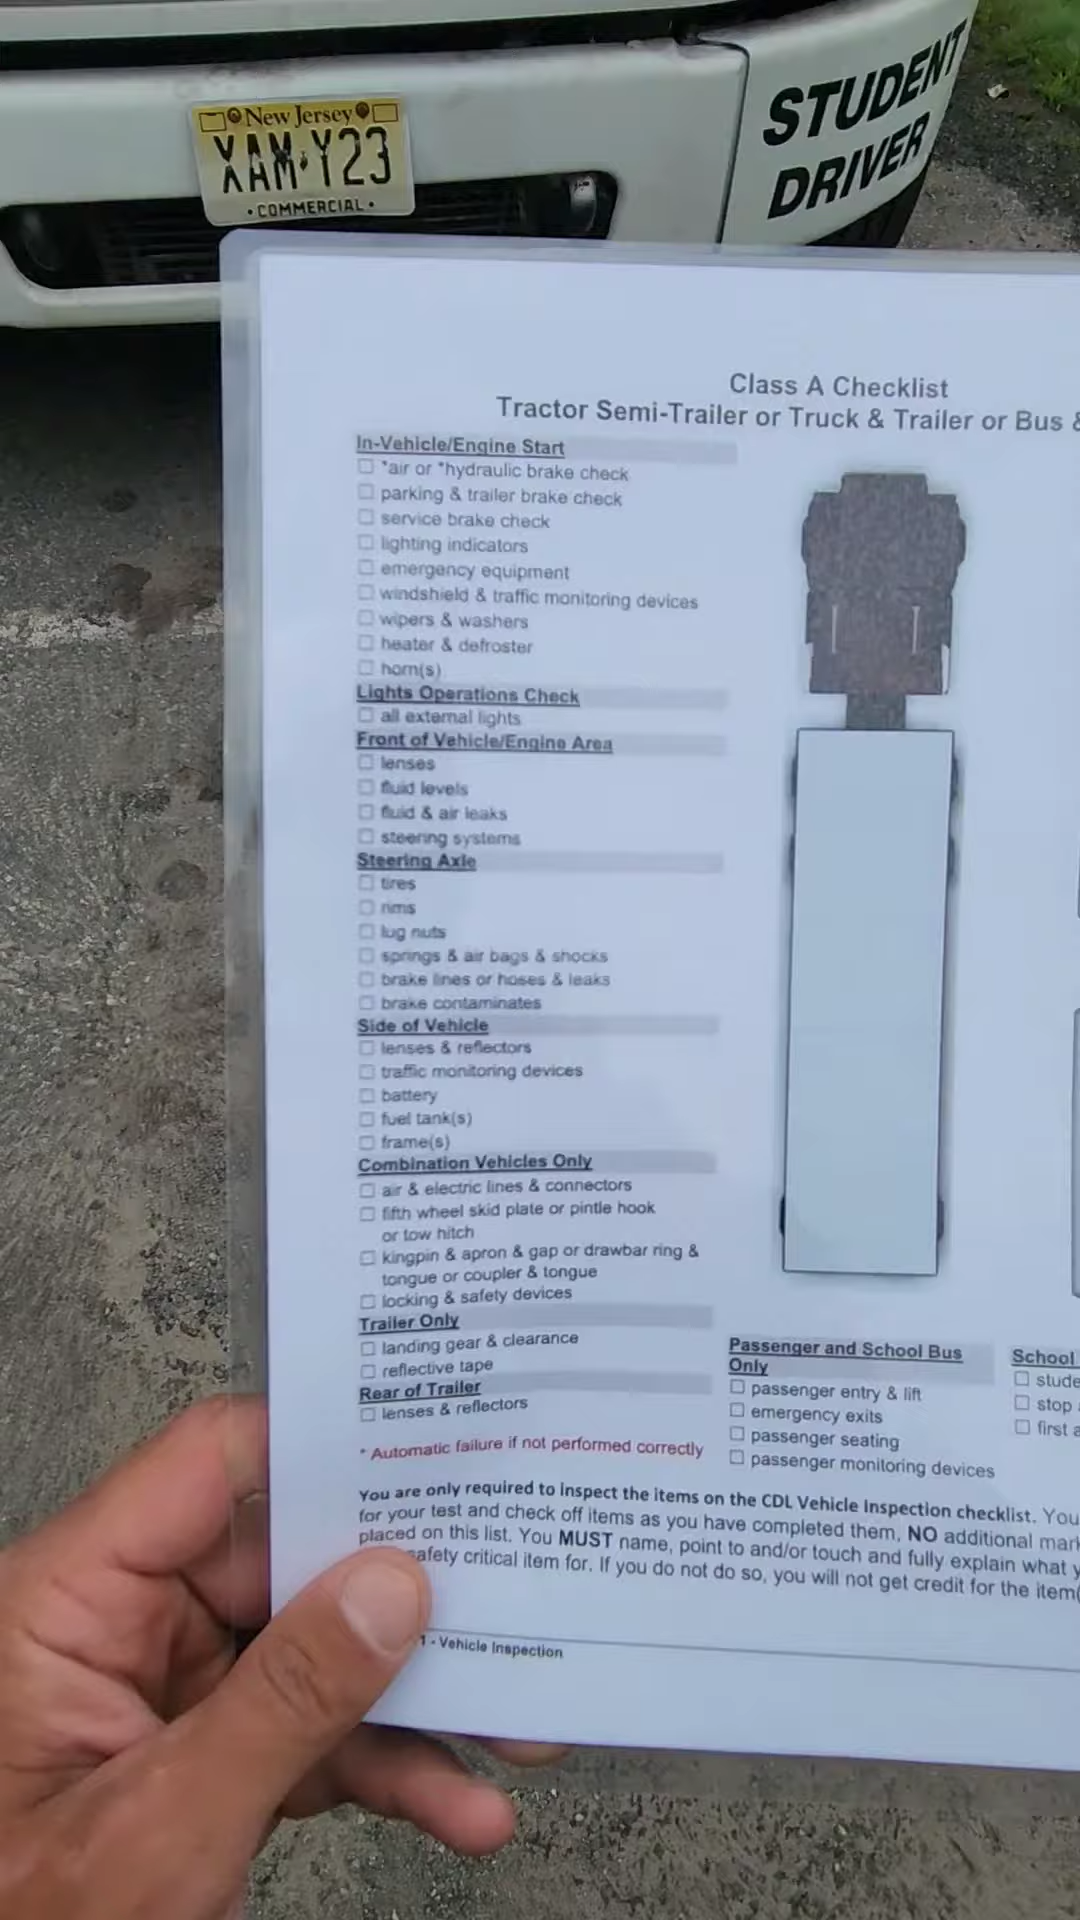 New Jersey
XAM Y23
COMMERCIAL
STUDENT
DRIVER
Class A Checklist
Tractor Semi-Trailer or Truck & Trailer or Bus &
In-Vehicle/Engine Start
*air or *hydraulic brake check
parking & trailer brake check
service brake check
lighting indicators
emergency equipment
windshield & traffic monitoring devices
wipers & washers
heater & defroster
horn(s)
Lights Operations Check
all external lights
Front of Vehicle/Engine Area
lenses
fluid levels
fluid & air leaks
steering systems
Steering Axle
tires
rims
lug nuts
springs & air bags & shocks
brake lines or hoses & leaks
brake contaminates
Side of Vehicle
lenses & reflectors
traffic monitoring devices
battery
fuel tank(s)
frame(s)
Combination Vehicles Only
air & electric lines & connectors
fifth wheel skid plate or pintle hook
or tow hitch
kingpin & apron & gap or drawbar ring &
tongue or coupler & tongue
locking & safety devices
Trailer Only
landing gear & clearance
reflective tape
Rear of Trailer
lenses & reflectors
* Automatic failure if not performed correctly
Passenger and School Bus
Only
passenger entry & lift
emergency exits
passenger seating
passenger monitoring devices
School
stop
first
You are only required to inspect the items on the CDL Vehicle Inspection checklist. You
for your test and check off items as you have completed them. NO additional
placed on this list. You MUST name, point to and/or touch and fully explain what
safety critical item for. If you do not do so, you will not get credit for the item(
1 - Vehicle Inspection